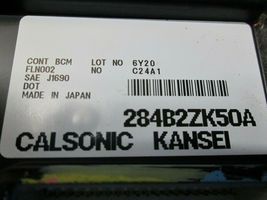 CONT BCM LOT NO 6Y20
FLN002 NO C24A1
SAE J1690
DOT
MADE IN JAPAN
284B2ZK50A
CALSONIC KANSEI